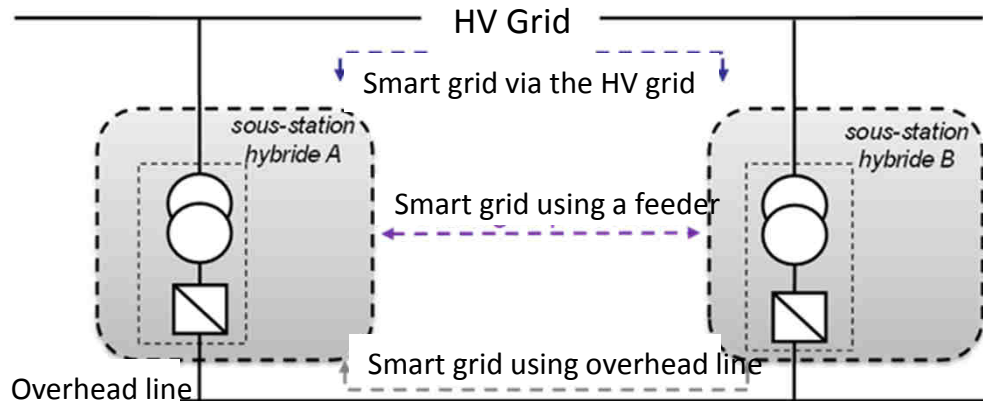 HV Grid
Smart grid via the HV grid
sous-station
hybride A
sous-station
hybride B
Smart grid using a feeder
Smart grid using overhead line
Overhead line